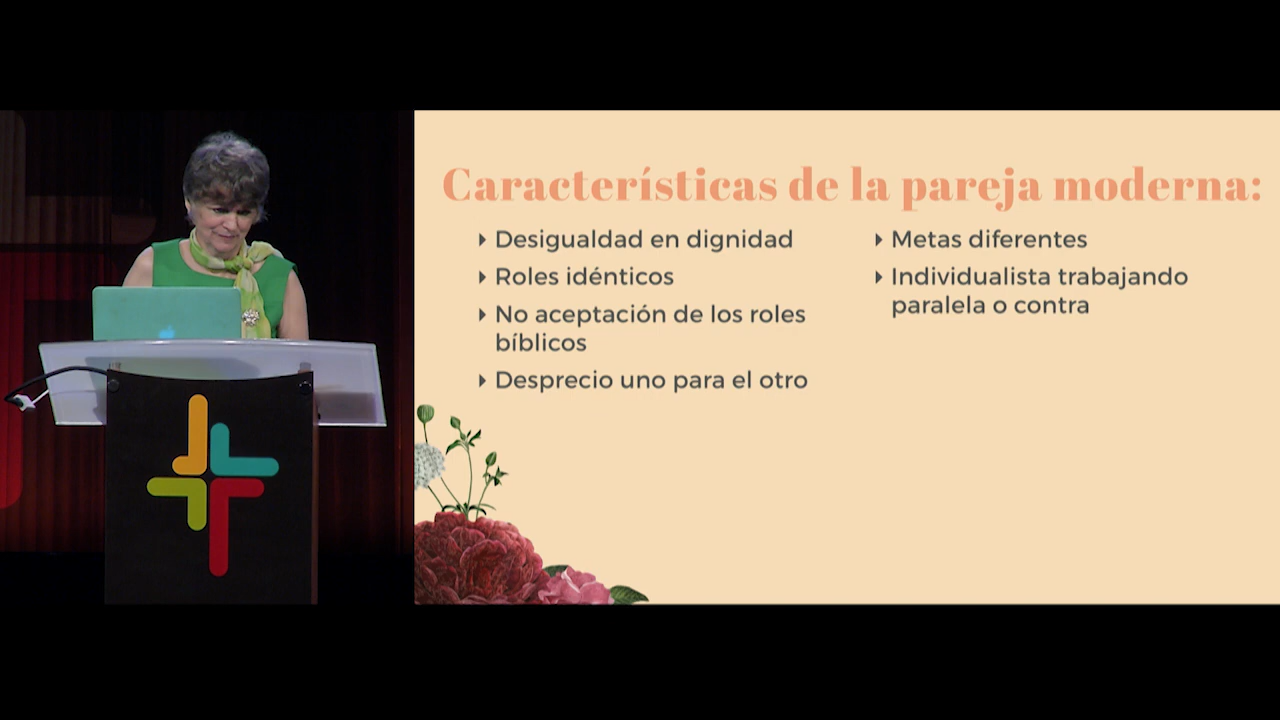 Características de la pareja moderna:
Desigualdad en dignidad
Roles idénticos
No aceptación de los roles
bíblicos
Desprecio uno para el otro
Metas diferentes
Individualista trabajando
paralela o contra